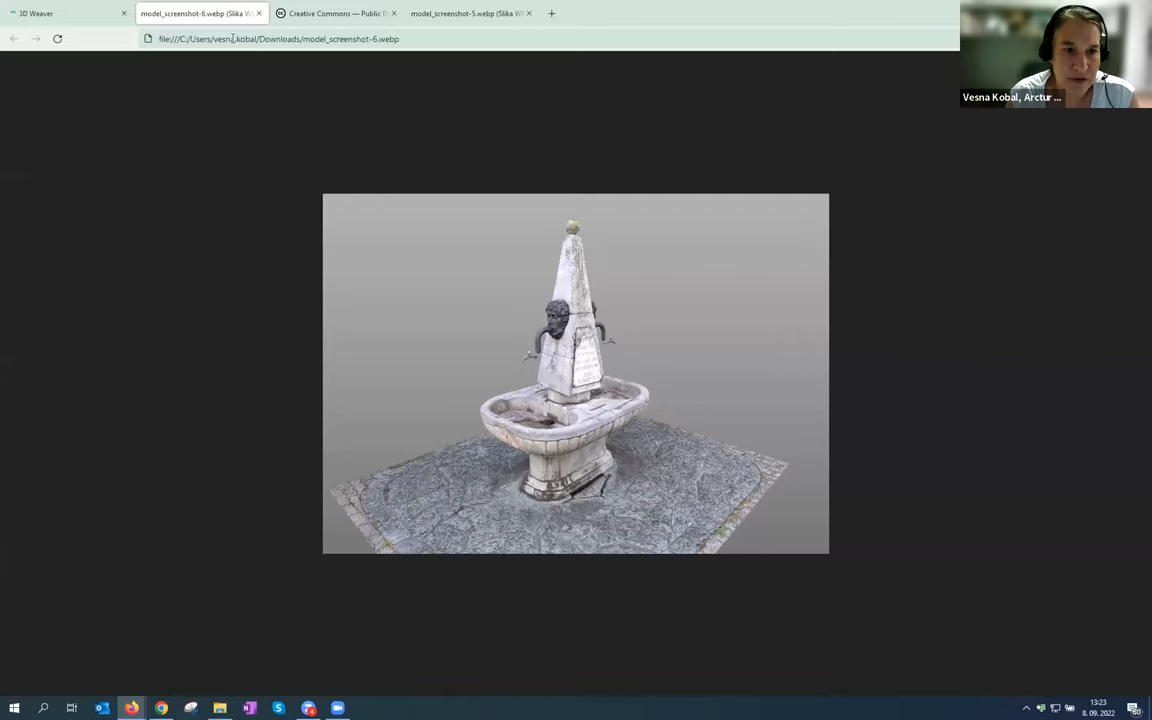 3D Weaver
model_screenshot-6.webp (Slika W
Creative Commons — Public D
model_screenshot-5.webp (Slika W
file:///C:/Users/vesna.kobal/Downloads/model_screenshot-6.webp
Vesna Kobal, Arctur ...
13:23
8. 09. 2022